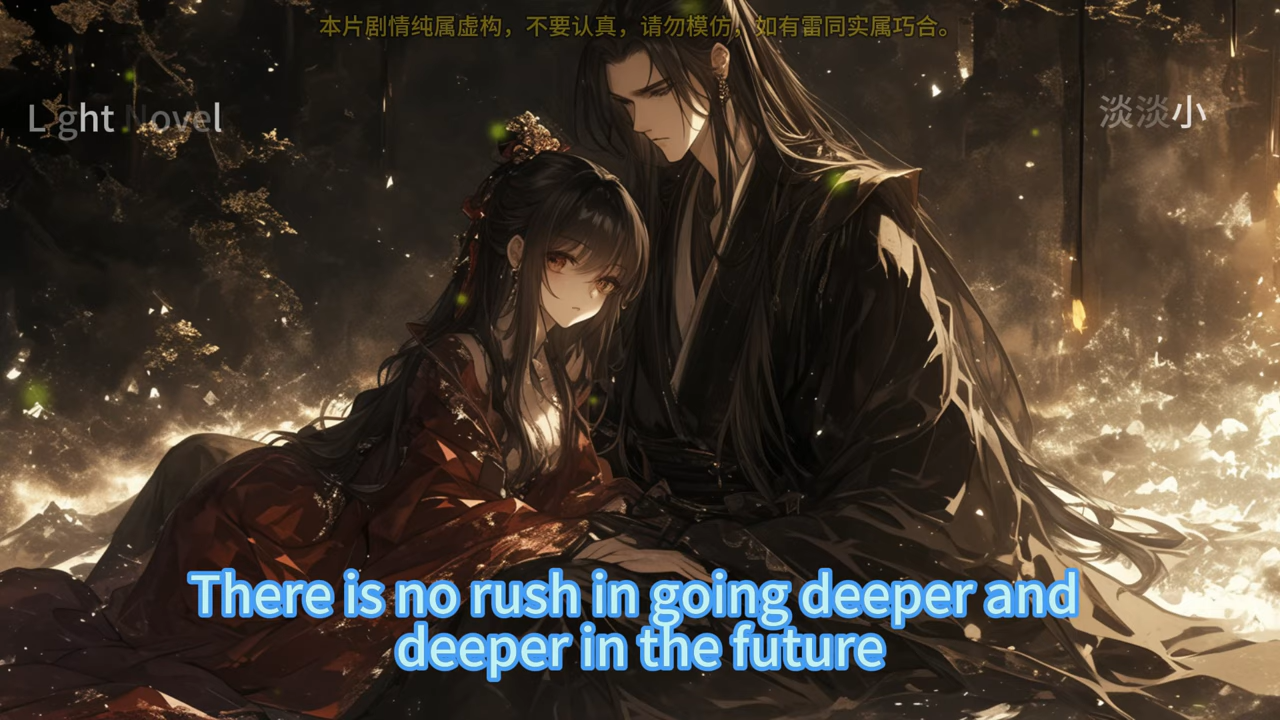 本片剧情纯属虚构，不要认真，请勿模仿，如有雷同实属巧合。
Light Novel
淡淡小
There is no rush in going deeper and
deeper in the future